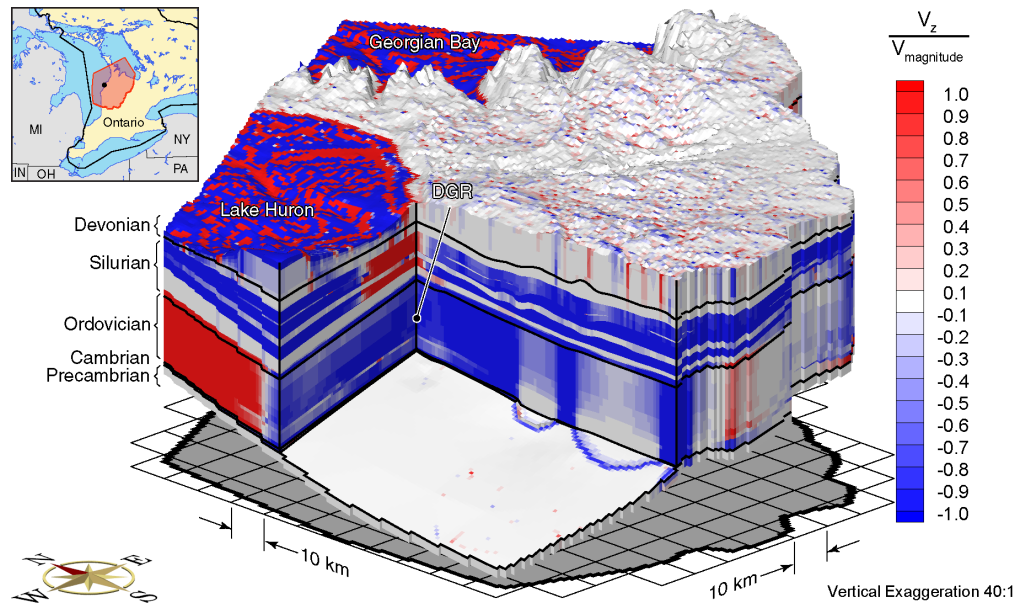 MI
Ontario
NY
IN
OH
PA
Georgian Bay
Lake Huron
DGR
Devonian
Silurian
Ordovician
Cambrian
Precambrian
V z
V magnitude
1.0
0.9
0.8
0.7
0.6
0.5
0.4
0.3
0.2
0.1
-0.1
-0.2
-0.3
-0.4
-0.5
-0.6
-0.7
-0.8
-0.9
-1.0
10 km
10 km
N
E
W
S
Vertical Exaggeration 40:1